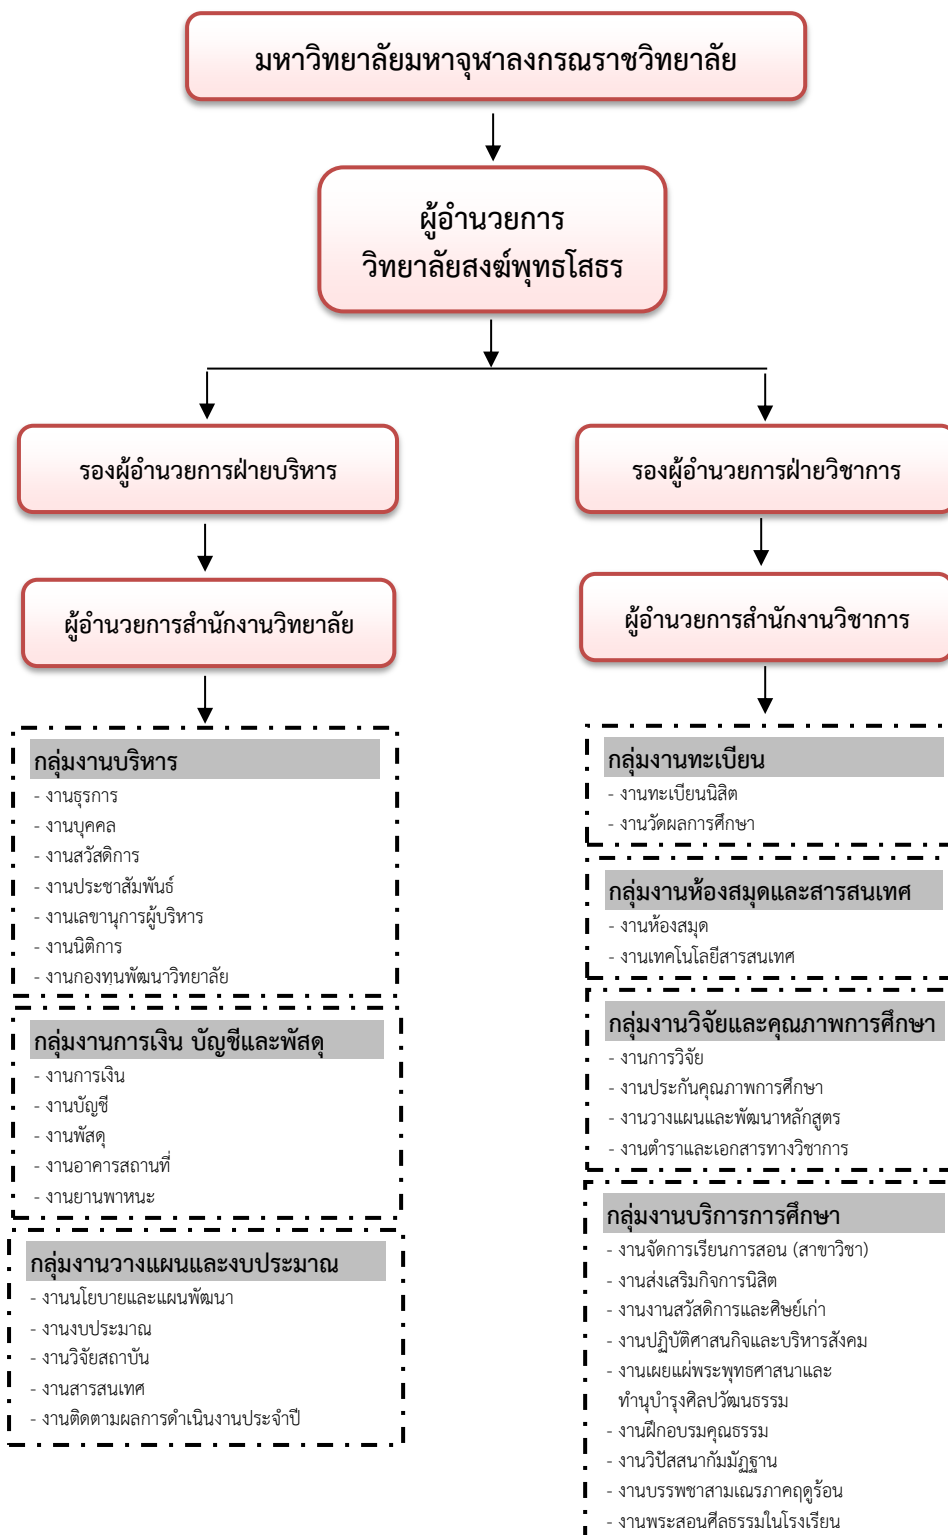 มหาวิทยาลัยมหาจุฬาลงกรณราชวิทยาลัย
ผู้อำนวยการ
วิทยาลัยสงฆ์พุทธโสธร
รองผู้อำนวยการฝ่ายบริหาร
ผู้อำนวยการสำนักงานวิทยาลัย
กลุ่มงานบริหาร
- งานธุรการ
- งานบุคคล
- งานสวัสดิการ
- งานประชาสัมพันธ์
- งานเลขานุการผู้บริหาร
- งานนิติการ
- งานกองทุนพัฒนาวิทยาลัย
กลุ่มงานการเงิน บัญชีและพัสดุ
- งานการเงิน
- งานบัญชี
- งานพัสดุ
- งานอาคารสถานที่
- งานยานพาหนะ
กลุ่มงานวางแผนและงบประมาณ
- งานนโยบายและแผนพัฒนา
- งานงบประมาณ
- งานวิจัยสถาบัน
- งานสารสนเทศ
- งานติดตามผลการดำเนินงานประจำปี
รองผู้อำนวยการฝ่ายวิชาการ
ผู้อำนวยการสำนักงานวิชาการ
กลุ่มงานทะเบียน
- งานทะเบียนนิสิต
- งานวัดผลการศึกษา
กลุ่มงานห้องสมุดและสารสนเทศ
- งานห้องสมุด
- งานเทคโนโลยีสารสนเทศ
กลุ่มงานวิจัยและคุณภาพการศึกษา
- งานการวิจัย
- งานประกันคุณภาพการศึกษา
- งานวางแผนและพัฒนาหลักสูตร
- งานตำราและเอกสารทางวิชาการ
กลุ่มงานบริการการศึกษา
- งานจัดการเรียนการสอน (สาขาวิชา)
- งานส่งเสริมกิจการนิสิต
- งานงานสวัสดิการและศิษย์เก่า
- งานปฏิบัติศาสนกิจและบริหารสังคม
- งานเผยแผ่พระพุทธศาสนาและ
ทำนุบำรุงศิลปวัฒนธรรม
- งานฝึกอบรมคุณธรรม
- งานวิปัสสนากัมมัฏฐาน
- งานบรรพชาสามเณรภาคฤดูร้อน
- งานพระสอนศีลธรรมในโรงเรียน